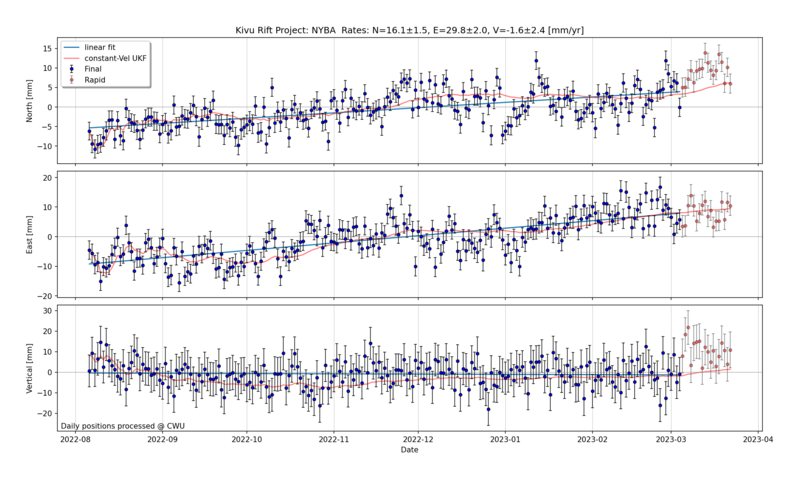 Kivu Rift Project: NYBA Rates: N=16.1±1.5, E=29.8±2.0, V=-1.6±2.4 [mm/yr]
linear fit
constant-Vel UKF
Final
Rapid
North [mm]
15
10
5
0
−5
−10
East [mm]
20
10
0
−10
−20
Vertical [mm]
30
20
10
0
−10
−20
Daily positions processed @ CWU
2022-08
2022-09
2022-10
2022-11
2022-12
2023-01
2023-02
2023-03
2023-04
Date